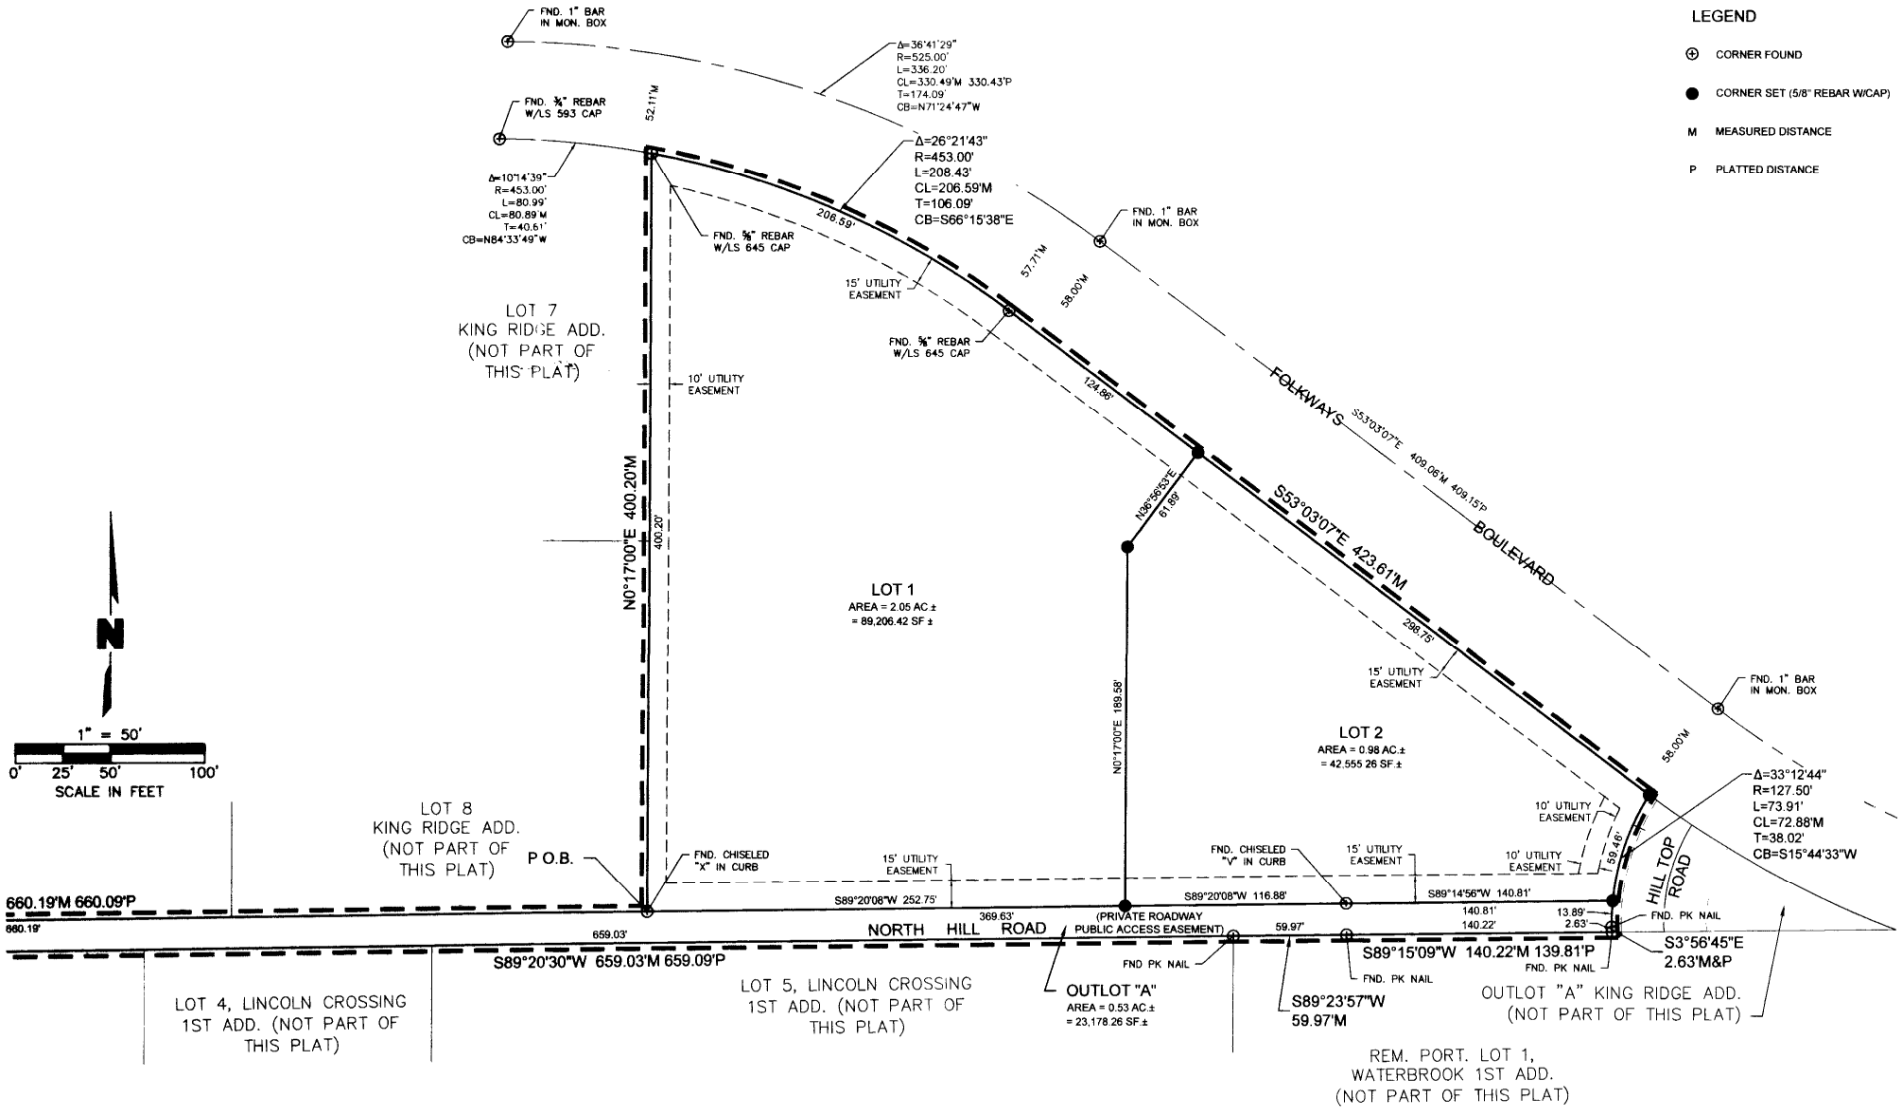 FND. 1" BAR
IN MON. BOX
Δ=36°41'29"
R=525.00'
L=336.20'
CL=330.49'M 330.43'P
T=174.09'
CB=N71°24'47"W
LEGEND
CORNER FOUND
CORNER SET (5/8" REBAR W/CAP)
M MEASURED DISTANCE
P PLATTED DISTANCE
FND. ¾" REBAR
W/LS 593 CAP
52.11'M
Δ=10°14'39"
R=453.00'
L=80.99'
CL=80.89'M
T=40.61'
CB=N84°33'49"W
Δ=26°21'43"
R=453.00'
L=208.43'
CL=206.59'M
T=106.09'
CB=S66°15'38"E
206.59'
FND. ⅝" REBAR
W/LS 645 CAP
FND. 1" BAR
IN MON. BOX
57.71'M
58.00'M
15' UTILITY
EASEMENT
LOT 7
KING RIDGE ADD.
(NOT PART OF
THIS PLAT)
FND. ⅝" REBAR
W/LS 645 CAP
10' UTILITY
EASEMENT
124.86'
FOLKWAYS
BOULEVARD
S53°03'07"E 409.06'M 409.15'P
N0°17'00"E 400.20'M
400.20'
N36°56'53"E
61.89'
S53°03'07"E 423.61'M
298.75'
LOT 1
AREA = 2.05 AC ±
= 89,206.42 SF ±
N
1" = 50'
0' 25' 50' 100'
SCALE IN FEET
15' UTILITY
EASEMENT
FND. 1" BAR
IN MON. BOX
58.00'M
N0°17'00"E 189.58'
LOT 2
AREA = 0.98 AC.±
= 42,555 26 SF.±
Δ=33°12'44"
R=127.50'
L=73.91'
CL=72.88'M
T=38.02'
CB=S15°44'33"W
10' UTILITY
EASEMENT
59.46'
HILL TOP
ROAD
LOT 8
KING RIDGE ADD.
(NOT PART OF
THIS PLAT)
P O.B.
FND. CHISELED
"X" IN CURB
15' UTILITY
EASEMENT
FND. CHISELED
"V" IN CURB
15' UTILITY
EASEMENT
10' UTILITY
EASEMENT
660.19'M 660.09'P
660.19'
S89°20'08"W 252.75'
S89°20'08"W 116.88'
S89°14'56"W 140.81'
369.63'
(PRIVATE ROADWAY
PUBLIC ACCESS EASEMENT)
140.81'
13.89'
FND. PK NAIL
659.03'
NORTH HILL ROAD
59.97'
140.22'
2.63'
S89°20'30"W 659.03'M 659.09'P
S89°15'09"W 140.22'M 139.81'P
S3°56'45"E
2.63'M&P
FND PK NAIL
FND. PK NAIL
FND. PK NAIL
LOT 4, LINCOLN CROSSING
1ST ADD. (NOT PART OF
THIS PLAT)
LOT 5, LINCOLN CROSSING
1ST ADD. (NOT PART OF
THIS PLAT)
OUTLOT "A"
AREA = 0.53 AC.±
= 23,178 26 SF.±
S89°23'57"W
59.97'M
OUTLOT "A" KING RIDGE ADD.
(NOT PART OF THIS PLAT)
REM. PORT. LOT 1,
WATERBROOK 1ST ADD.
(NOT PART OF THIS PLAT)